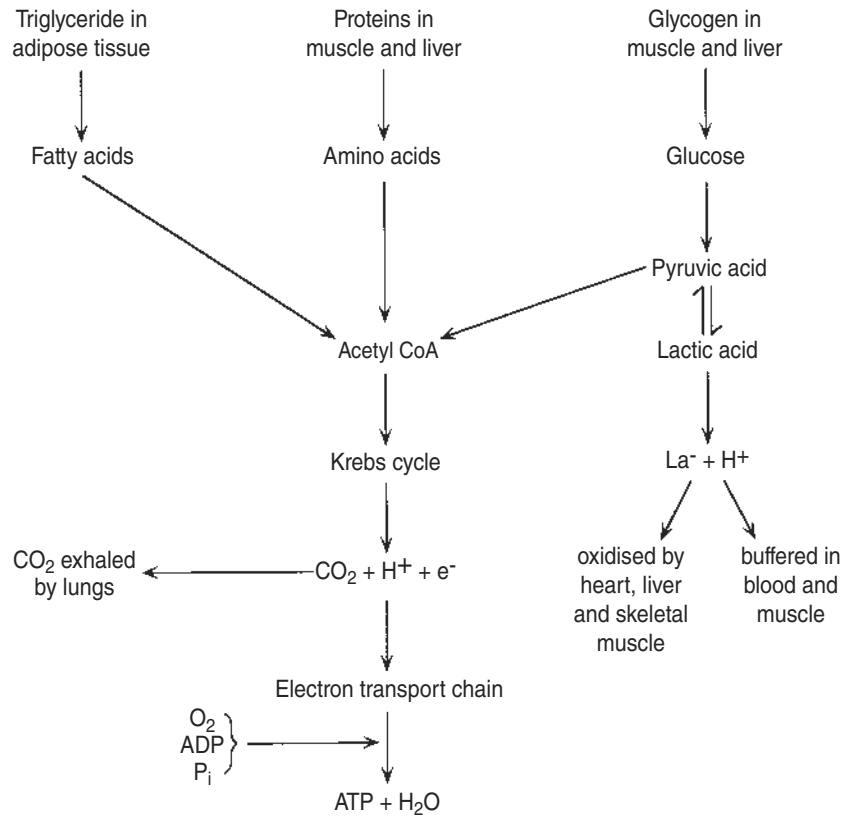 Triglyceride in
adipose tissue
Proteins in
muscle and liver
Glycogen in
muscle and liver
Fatty acids
Amino acids
Glucose
Pyruvic acid
Acetyl CoA
Lactic acid
Krebs cycle
La⁻ + H⁺
CO₂ exhaled
by lungs
CO₂ + H⁺ + e⁻
oxidised by
heart, liver
and skeletal
muscle
buffered in
blood and
muscle
Electron transport chain
O₂
ADP
Pᵢ
ATP + H₂O